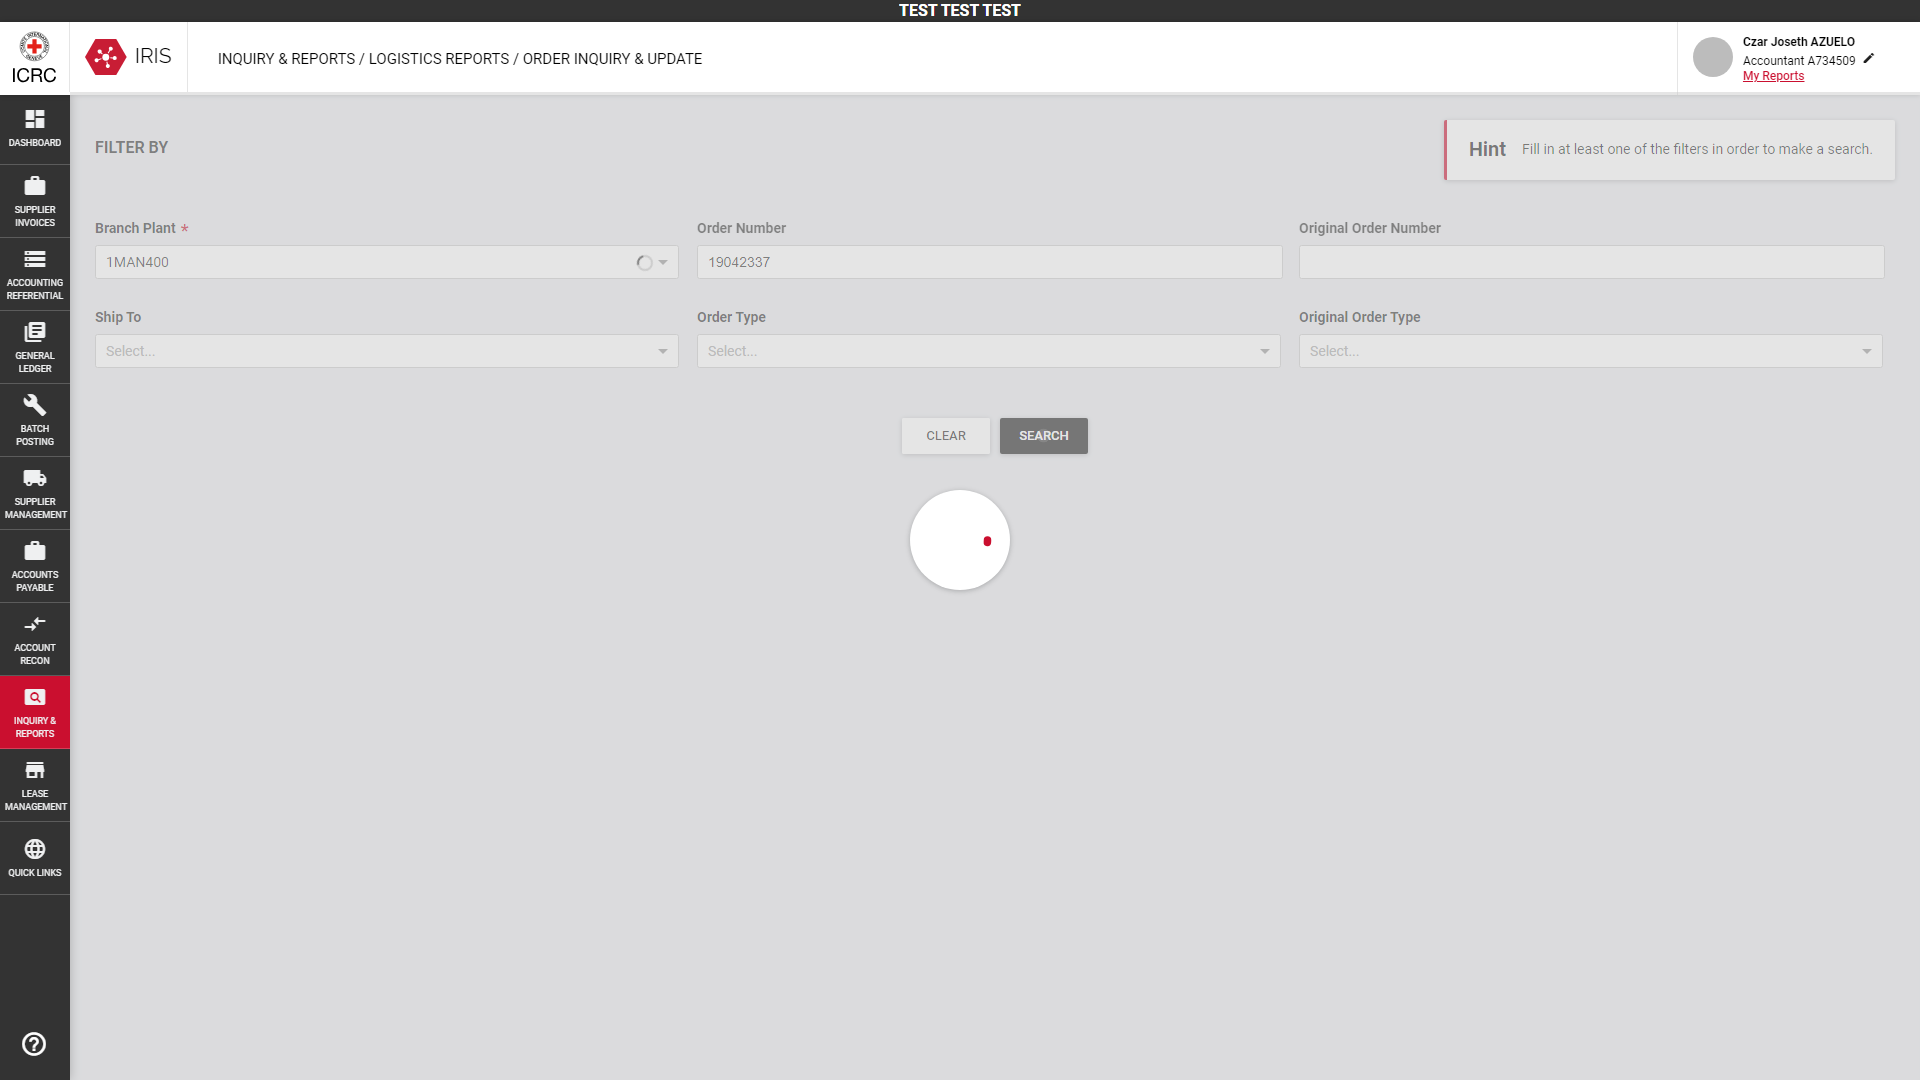 TEST TEST TEST
ICRC
IRIS
INQUIRY & REPORTS / LOGISTICS REPORTS / ORDER INQUIRY & UPDATE
Czar Joseth AZUELO
Accountant A734509
My Reports
DASHBOARD
SUPPLIER
INVOICES
ACCOUNTING
REFERENTIAL
GENERAL
LEDGER
BATCH
POSTING
SUPPLIER
MANAGEMENT
ACCOUNTS
PAYABLE
ACCOUNT
RECON
INQUIRY &
REPORTS
LEASE
MANAGEMENT
QUICK LINKS
FILTER BY
Hint Fill in at least one of the filters in order to make a search.
Branch Plant * Order Number Original Order Number
1MAN400 19042337
Ship To Order Type Original Order Type
Select... Select... Select...
CLEAR SEARCH